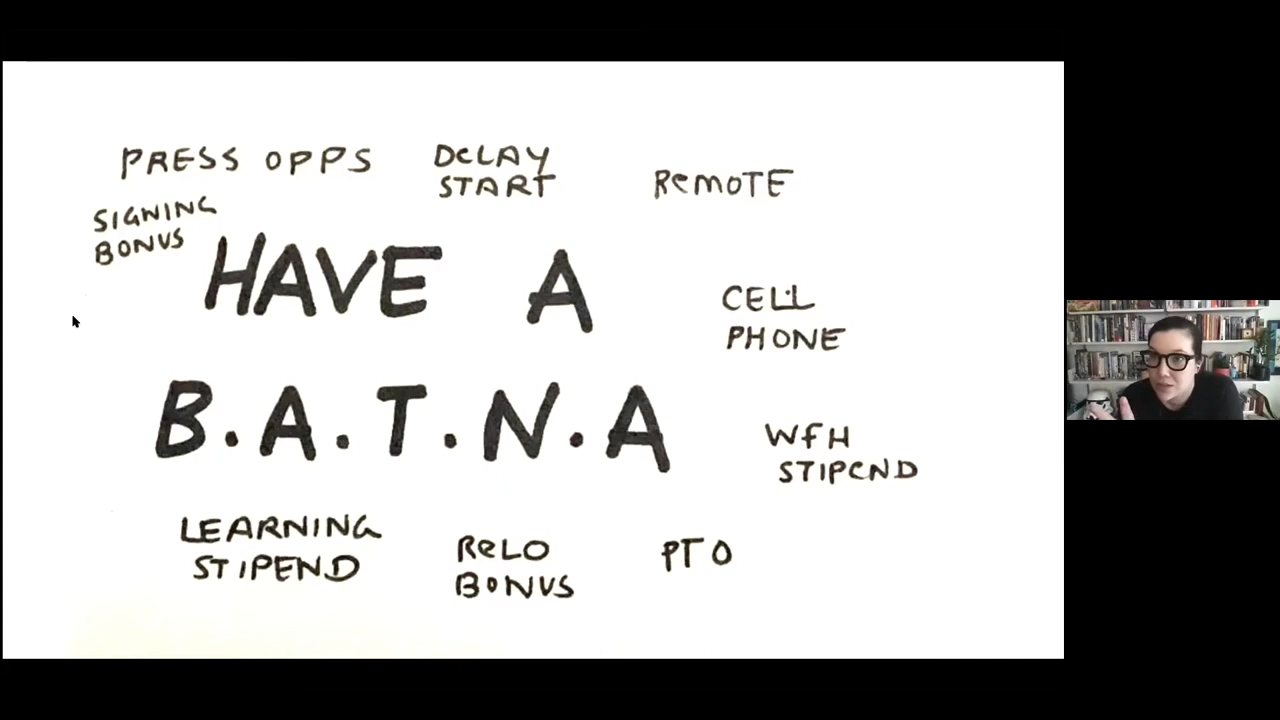 PRESS OPPS
DELAY
START
REMOTE
SIGNING
BONUS
HAVE A
CELL
PHONE
B.A.T.N.A
WFH
STIPEND
LEARNING
STIPEND
RELO
BONUS
PTO